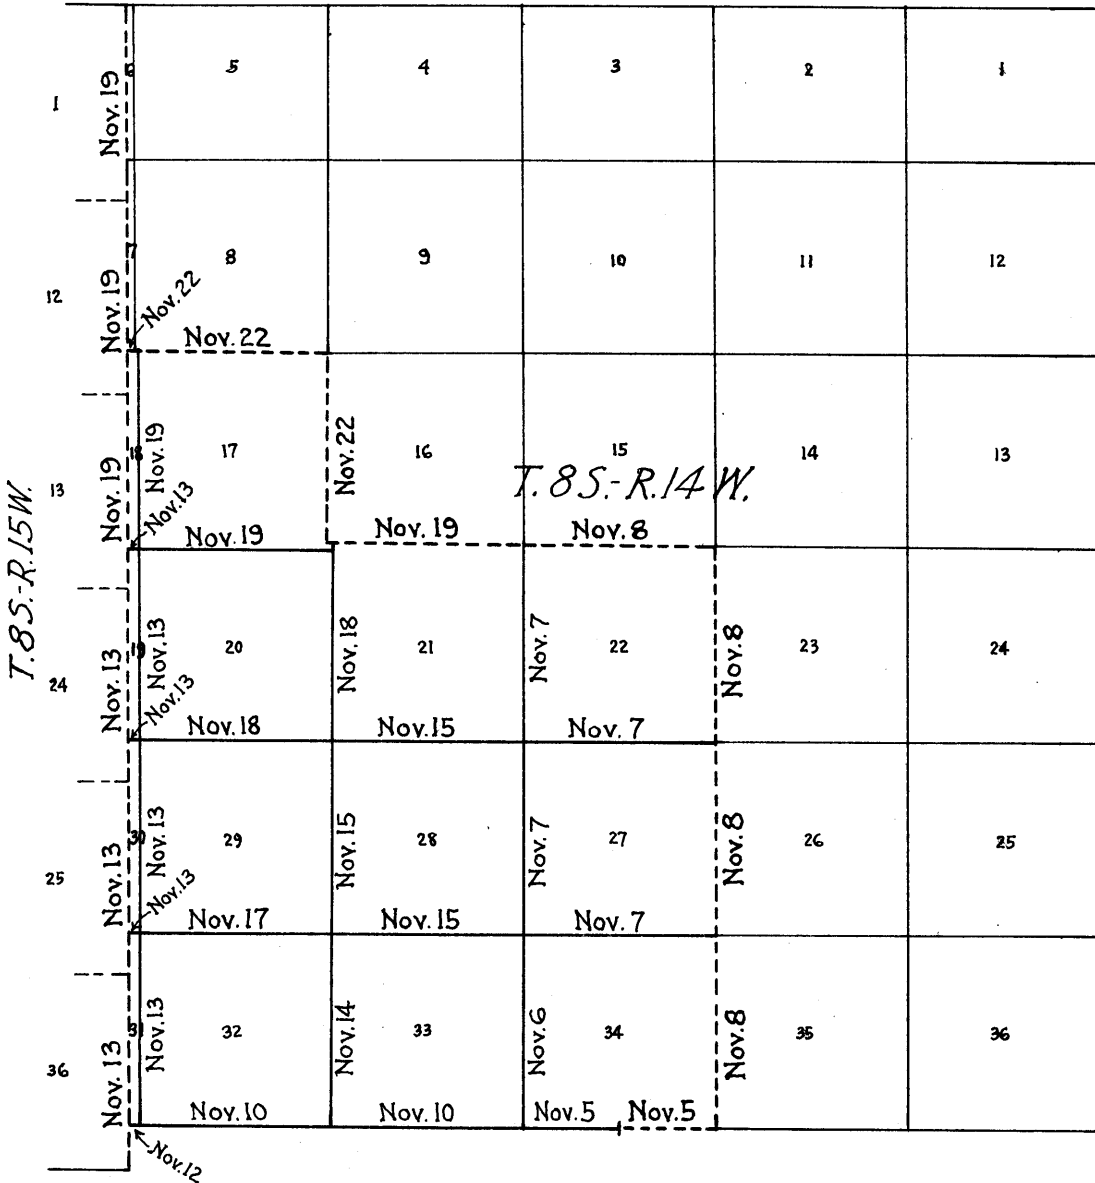 6 5 4 3 2 1
1
Nov. 19
7 8 9 10 11 12
12
Nov. 19
Nov. 22
Nov. 22
18 17 16 15 14 13
13
Nov. 19
Nov. 19
Nov. 22
T. 8 S.-R. 14 W.
T. 8 S.-R. 15 W.
Nov. 13
Nov. 19 Nov. 19 Nov. 8
19 20 21 22 23 24
24
Nov. 13
Nov. 13
Nov. 18
Nov. 7
Nov. 8
Nov. 13
Nov. 18 Nov. 15 Nov. 7
30 29 28 27 26 25
25
Nov. 13
Nov. 13
Nov. 15
Nov. 7
Nov. 8
Nov. 13
Nov. 17 Nov. 15 Nov. 7
31 32 33 34 35 36
36
Nov. 13
Nov. 13
Nov. 14
Nov. 6
Nov. 8
Nov. 10 Nov. 10 Nov. 5 Nov. 5
Nov. 12